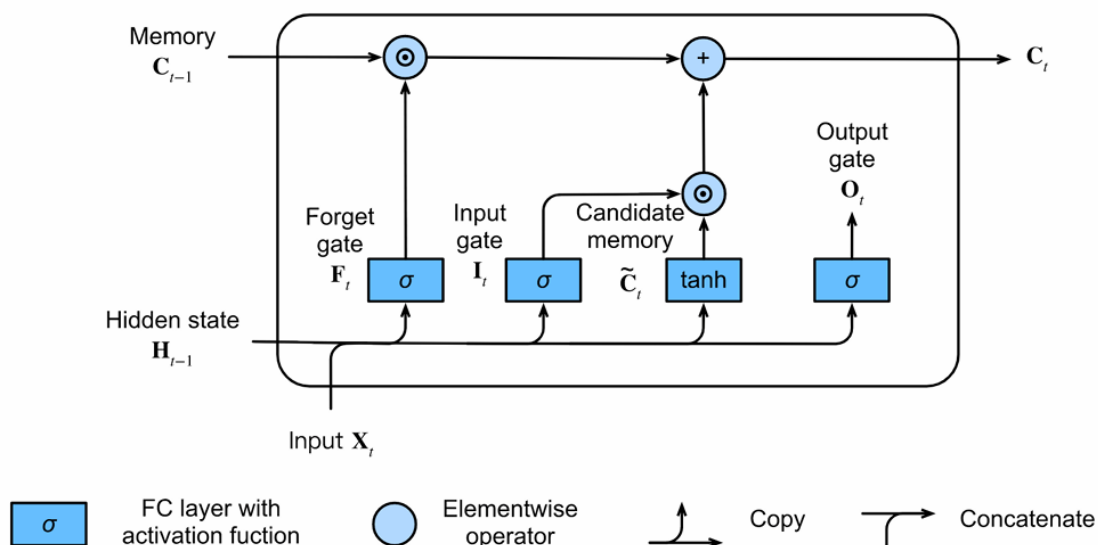 Memory
C_{t-1}
⊙
+
C_t
Output
gate
O_t
⊙
Forget
gate
F_t
Input
gate
I_t
Candidate
memory
C̃_t
σ
σ
tanh
σ
Hidden state
H_{t-1}
Input X_t
σ
FC layer with
activation fuction
Elementwise
operator
Copy
Concatenate